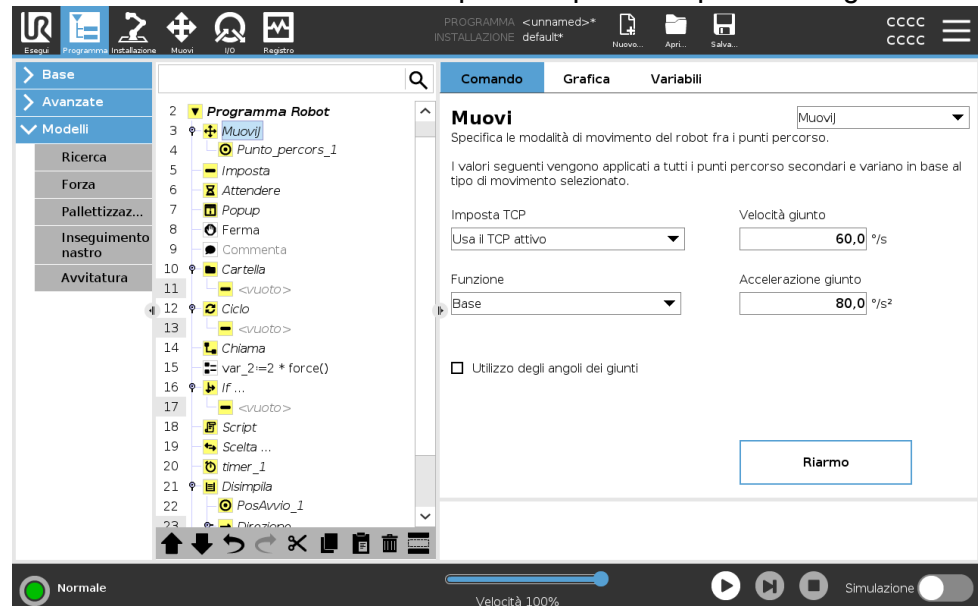 PROGRAMMA <unnamed>*
INSTALLAZIONE default*
Nuovo... Apri... Salva...
CCCC
CCCC
Esegui Programma Installazione Muovi I/O Registro
Base
Avanzate
Modelli
Ricerca
Forza
Pallettizzaz...
Inseguimento
nastro
Avvitatura
2 Programma Robot
3 MuoviJ
4 Punto_percors_1
5 Imposta
6 Attendere
7 Popup
8 Ferma
9 Commenta
10 Cartella
11 <vuoto>
12 Ciclo
13 <vuoto>
14 Chiama
15 var_2:=2 * force()
16 If ...
17 <vuoto>
18 Script
19 Scelta ...
20 timer_1
21 Disimpila
22 PosAvvio_1
23 Direzione
Comando Grafica Variabili
Muovi
MuoviJ
Specifica le modalità di movimento del robot fra i punti percorso.
I valori seguenti vengono applicati a tutti i punti percorso secondari e variano in base al
tipo di movimento selezionato.
Imposta TCP Velocità giunto
Usa il TCP attivo 60,0 °/s
Funzione Accelerazione giunto
Base 80,0 °/s²
Utilizzo degli angoli dei giunti
Riarmo
Normale
Velocità 100%
Simulazione